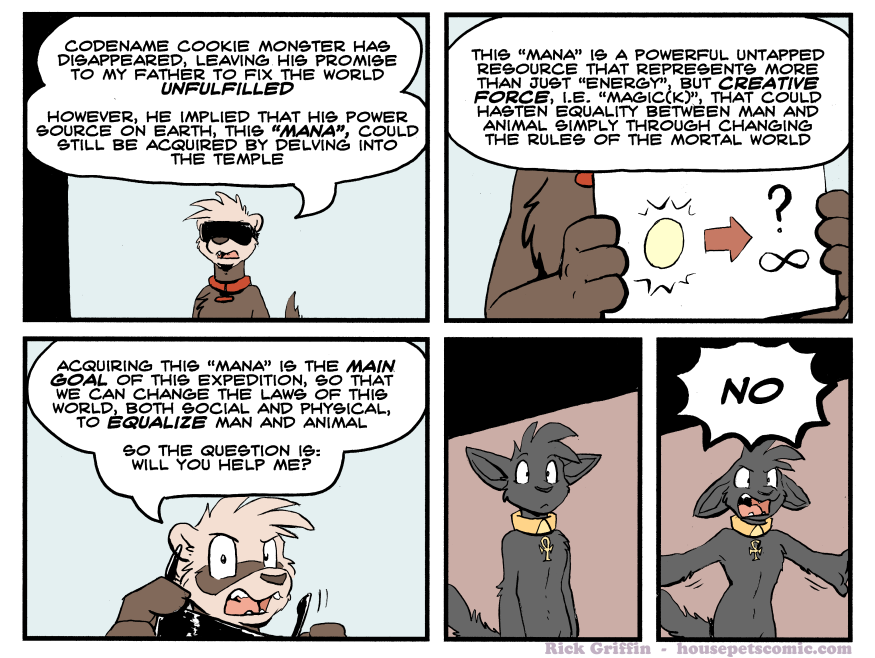 CODENAME COOKIE MONSTER HAS
DISAPPEARED, LEAVING HIS PROMISE
TO MY FATHER TO FIX THE WORLD
UNFULFILLED
HOWEVER, HE IMPLIED THAT HIS POWER
SOURCE ON EARTH, THIS "MANA", COULD
STILL BE ACQUIRED BY DELVING INTO
THE TEMPLE
THIS "MANA" IS A POWERFUL UNTAPPED
RESOURCE THAT REPRESENTS MORE
THAN JUST "ENERGY", BUT CREATIVE
FORCE, I.E. "MAGIC(K)", THAT COULD
HASTEN EQUALITY BETWEEN MAN AND
ANIMAL SIMPLY THROUGH CHANGING
THE RULES OF THE MORTAL WORLD
?
∞
ACQUIRING THIS "MANA" IS THE MAIN
GOAL OF THIS EXPEDITION, SO THAT
WE CAN CHANGE THE LAWS OF THIS
WORLD, BOTH SOCIAL AND PHYSICAL,
TO EQUALIZE MAN AND ANIMAL
SO THE QUESTION IS:
WILL YOU HELP ME?
NO
Rick Griffin - housepetscomic.com